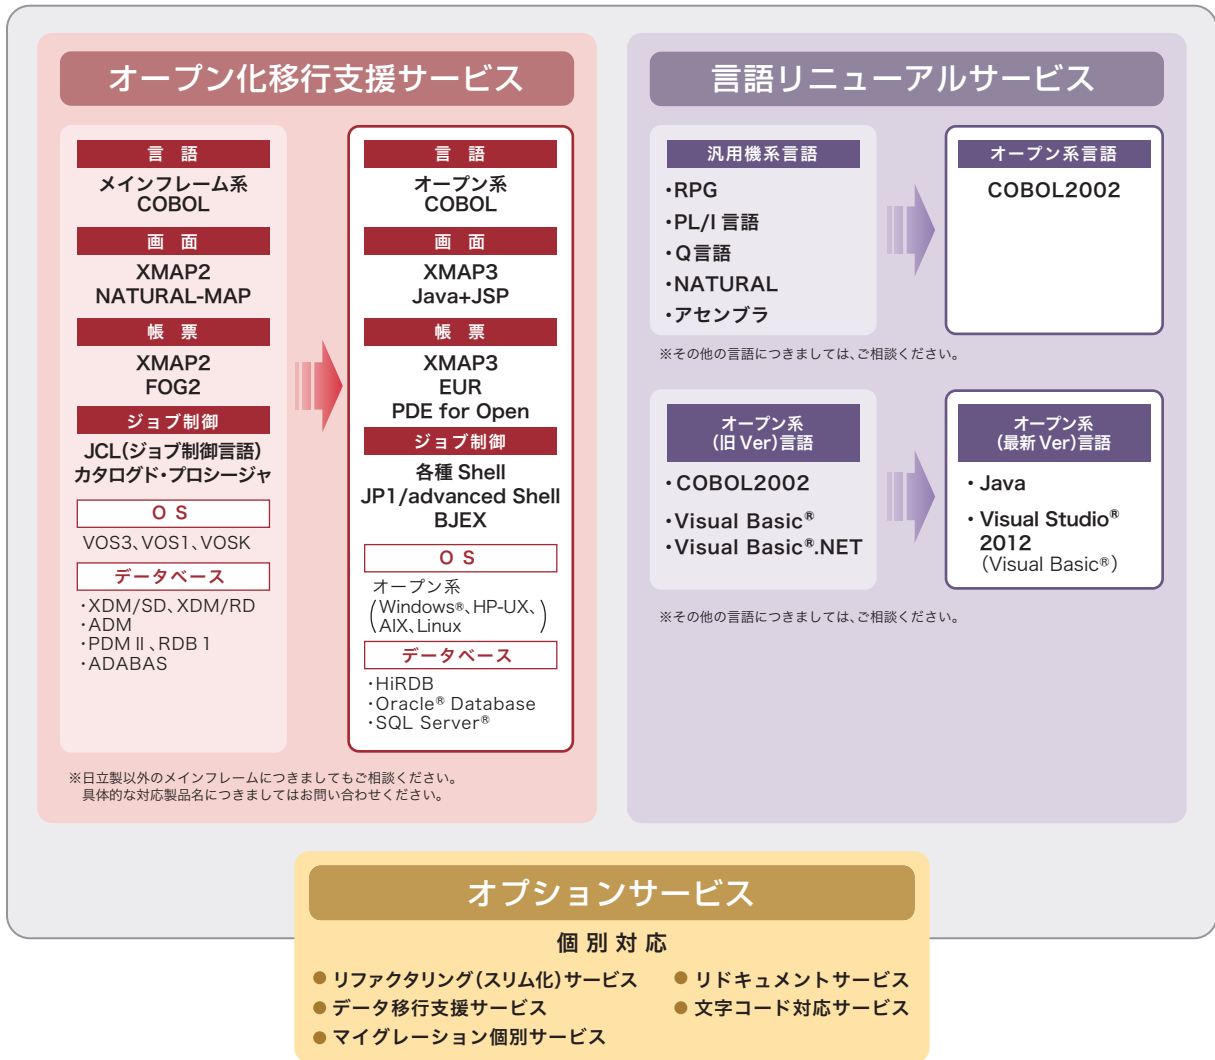 オープン化移行支援サービス
言語
メインフレーム系
COBOL
画面
XMAP2
NATURAL-MAP
帳票
XMAP2
FOG2
ジョブ制御
JCL(ジョブ制御言語)
カタログド・プロシージャ
OS
VOS3、VOS1、VOSK
データベース
・XDM/SD、XDM/RD
・ADM
・PDMⅡ、RDB1
・ADABAS
言語
オープン系
COBOL
画面
XMAP3
Java+JSP
帳票
XMAP3
EUR
PDE for Open
ジョブ制御
各種 Shell
JP1/advanced Shell
BJEX
OS
オープン系
(Windows®、HP-UX、
AIX、Linux)
データベース
・HiRDB
・Oracle® Database
・SQL Server®
※日立製以外のメインフレームにつきましてもご相談ください。
具体的な対応製品名につきましてはお問い合わせください。
言語リニューアルサービス
汎用機系言語
・RPG
・PL/I 言語
・Q言語
・NATURAL
・アセンブラ
オープン系言語
COBOL2002
※その他の言語につきましては、ご相談ください。
オープン系
(旧 Ver)言語
・COBOL2002
・Visual Basic®
・Visual Basic®.NET
オープン系
(最新 Ver)言語
・Java
・Visual Studio®
2012
(Visual Basic®)
※その他の言語につきましては、ご相談ください。
オプションサービス
個別対応
● リファクタリング(スリム化)サービス
● データ移行支援サービス
● マイグレーション個別サービス
● リドキュメントサービス
● 文字コード対応サービス